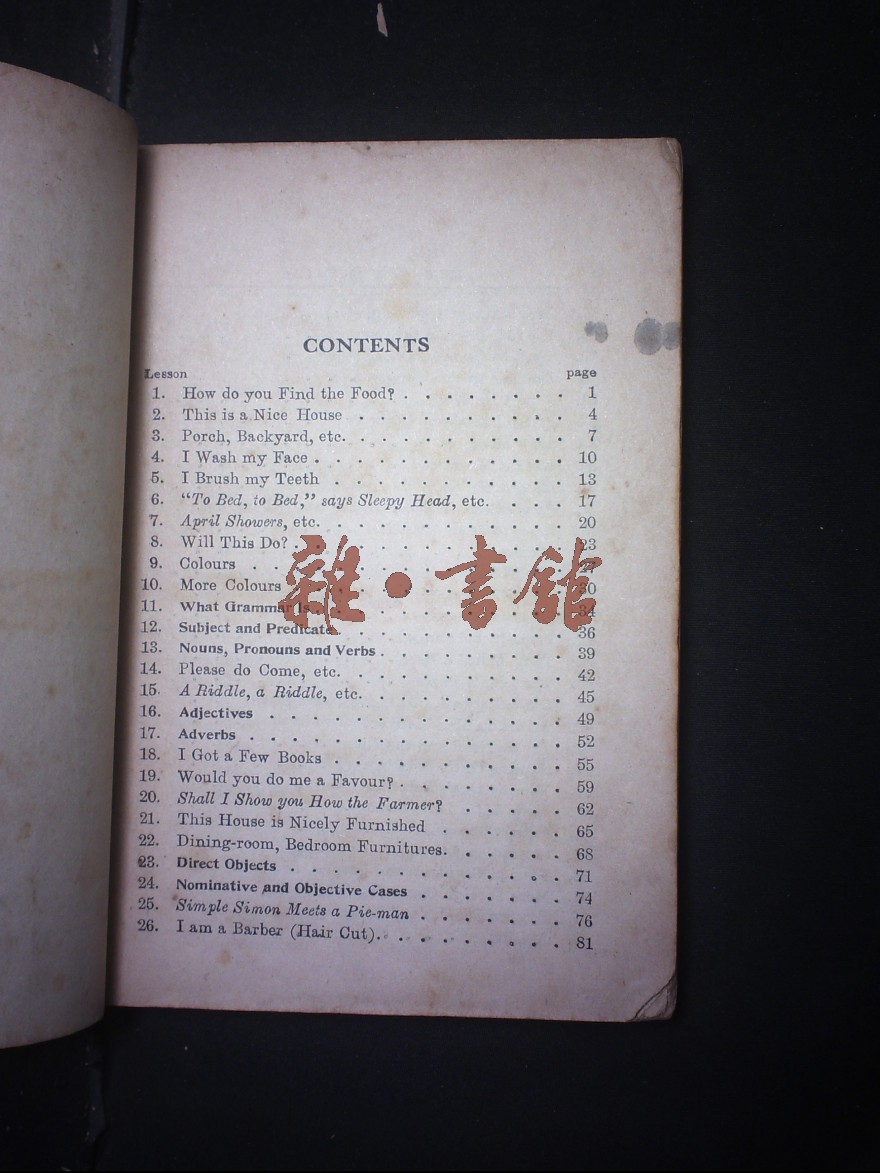 CONTENTS
Lesson page
1. How do you Find the Food? . . . . . . . . 1
2. This is a Nice House . . . . . . . . . . 4
3. Porch, Backyard, etc. . . . . . . . . . . 7
4. I Wash my Face . . . . . . . . . . . . 10
5. I Brush my Teeth . . . . . . . . . . . 13
6. “To Bed, to Bed,” says Sleepy Head, etc. . . . 17
7. April Showers, etc. . . . . . . . . . . . 20
8. Will This Do? . . . . . . . . . . . . . 23
9. Colours . . . . . . . . . . . . . . .
10. More Colours . . . . . . . . . . . . . 30
11. What Grammar Is . . . . . . . . . . . . 34
12. Subject and Predicate . . . . . . . . . . 36
13. Nouns, Pronouns and Verbs . . . . . . . . . 39
14. Please do Come, etc. . . . . . . . . . . 42
15. A Riddle, a Riddle, etc. . . . . . . . . . 45
16. Adjectives . . . . . . . . . . . . . . 49
17. Adverbs . . . . . . . . . . . . . . . 52
18. I Got a Few Books . . . . . . . . . . . 55
19. Would you do me a Favour? . . . . . . . . 59
20. Shall I Show you How the Farmer? . . . . . 62
21. This House is Nicely Furnished . . . . . . 65
22. Dining-room, Bedroom Furnitures. . . . . . 68
23. Direct Objects . . . . . . . . . . . . . 71
24. Nominative and Objective Cases . . . . . . . 74
25. Simple Simon Meets a Pie-man . . . . . . . 76
26. I am a Barber (Hair Cut). . . . . . . . . 81
雜·書館